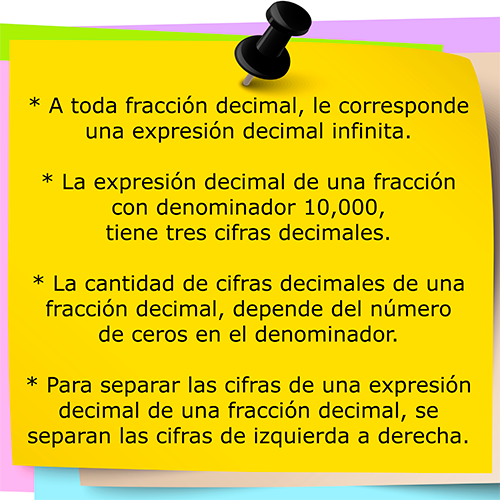 * A toda fracción decimal, le corresponde
una expresión decimal infinita.
* La expresión decimal de una fracción
con denominador 10,000,
tiene tres cifras decimales.
* La cantidad de cifras decimales de una
fracción decimal, depende del número
de ceros en el denominador.
* Para separar las cifras de una expresión
decimal de una fracción decimal, se
separan las cifras de izquierda a derecha.